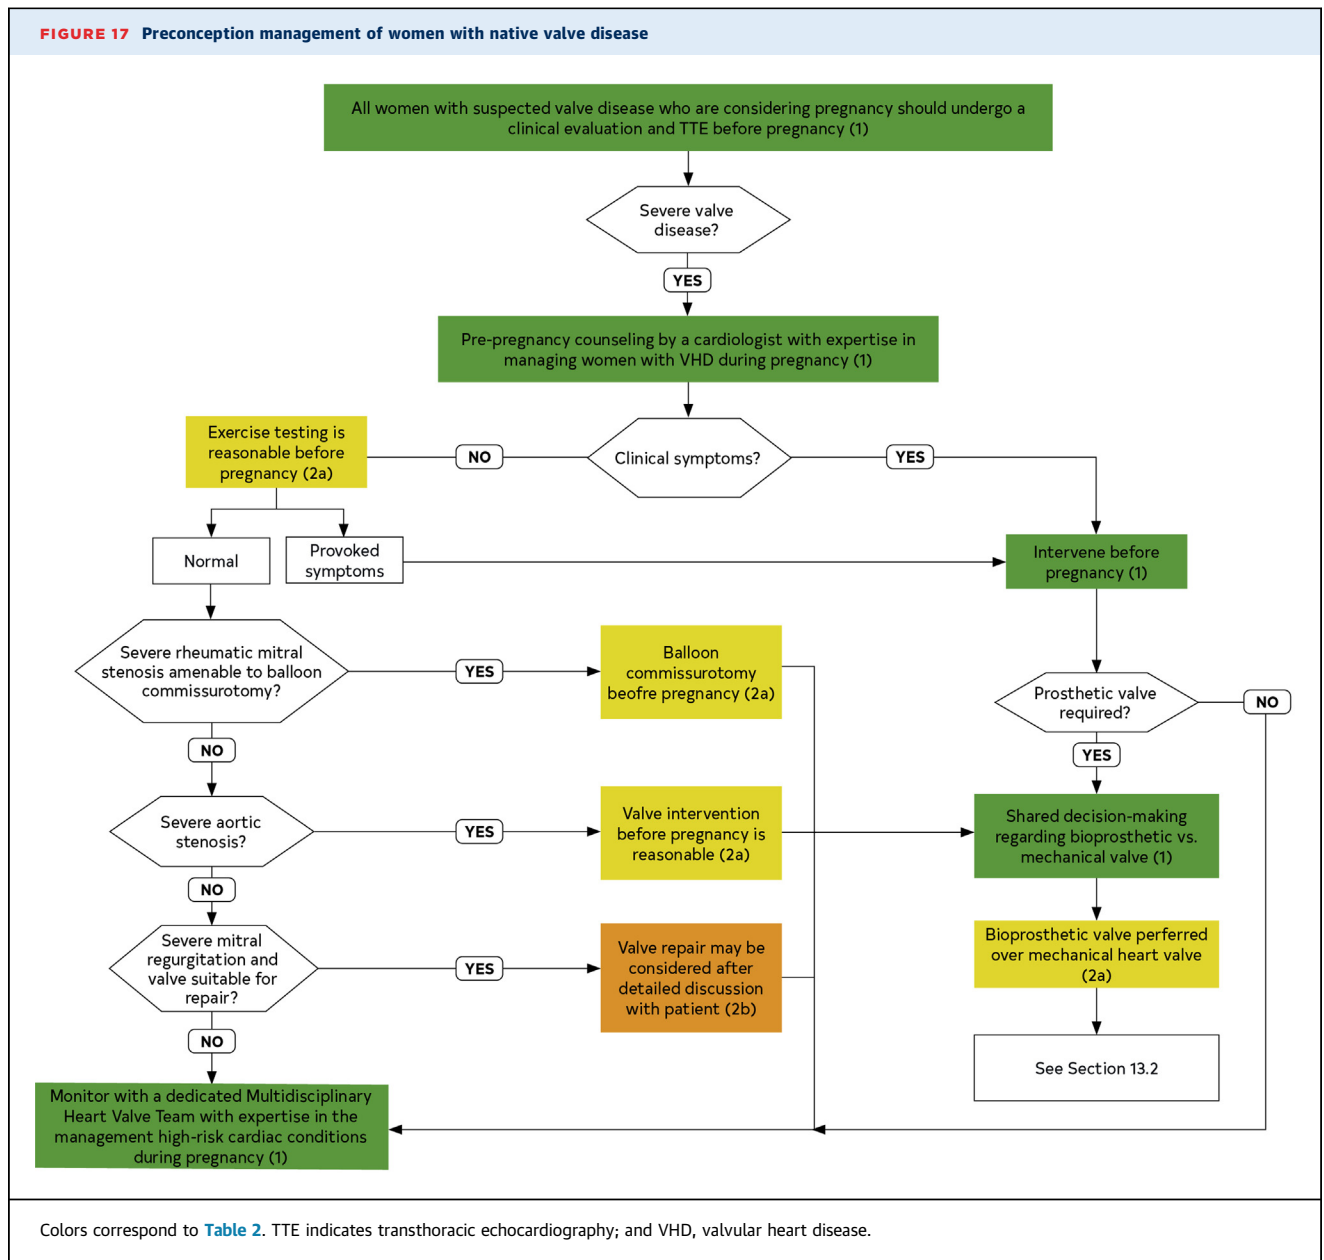 FIGURE 17 Preconception management of women with native valve disease
All women with suspected valve disease who are considering pregnancy should undergo a
clinical evaluation and TTE before pregnancy (1)
Severe valve
disease?
YES
Pre-pregnancy counseling by a cardiologist with expertise in
managing women with VHD during pregnancy (1)
Exercise testing is
reasonable before
pregnancy (2a)
NO
Clinical symptoms?
YES
Normal
Provoked
symptoms
Intervene before
pregnancy (1)
Severe rheumatic mitral
stenosis amenable to balloon
commissurotomy?
YES
Balloon
commissurotomy
beofre pregnancy (2a)
Prosthetic valve
required?
NO
NO
YES
Severe aortic
stenosis?
YES
Valve intervention
before pregnancy is
reasonable (2a)
Shared decision-making
regarding bioprosthetic vs.
mechanical valve (1)
NO
Severe mitral
regurgitation and
valve suitable for
repair?
YES
Valve repair may be
considered after
detailed discussion
with patient (2b)
Bioprosthetic valve perferred
over mechanical heart valve
(2a)
NO
See Section 13.2
Monitor with a dedicated Multidisciplinary
Heart Valve Team with expertise in the
management high-risk cardiac conditions
during pregnancy (1)
Colors correspond to Table 2. TTE indicates transthoracic echocardiography; and VHD, valvular heart disease.